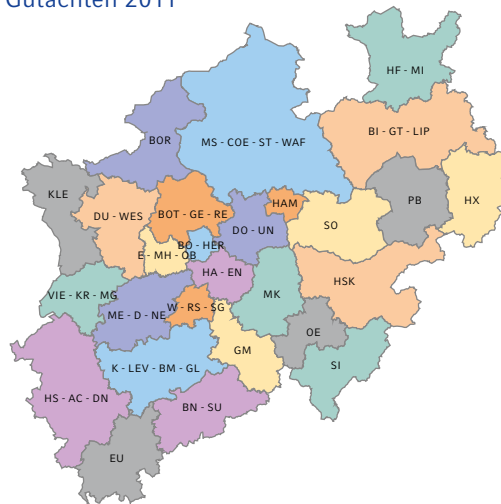 Gutachten 2011
HF - MI
BI - GT - LIP
MS - COE - ST - WAF
BOR
KLE
PB
HX
DU - WES
BOT - GE - RE
HAM
SO
DO - UN
BO - HER
E - MH - OB
HA - EN
HSK
VIE - KR - MG
MK
ME - D - NE
W - RS - SG
OE
GM
SI
K - LEV - BM - GL
HS - AC - DN
BN - SU
EU